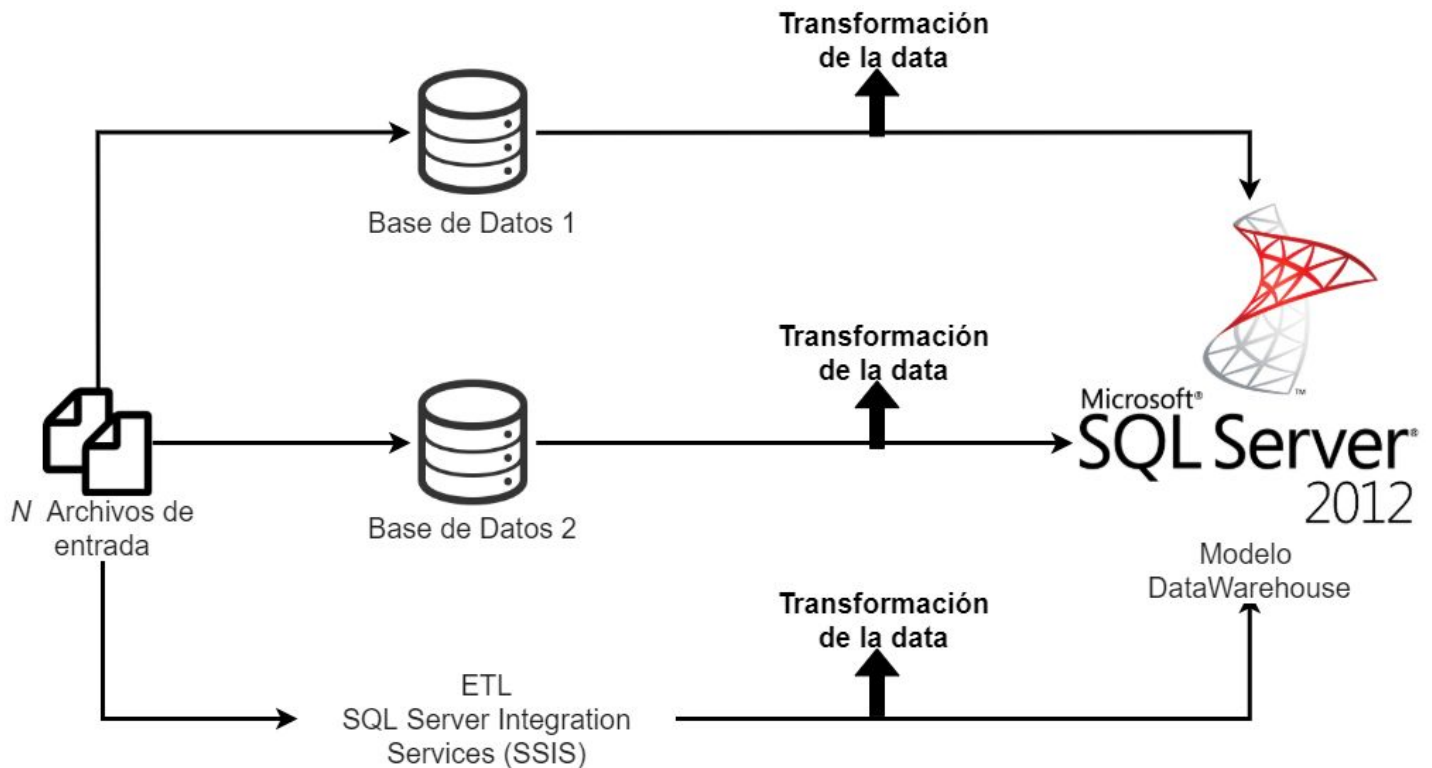 Transformación
de la data
Base de Datos 1
Transformación
de la data
Microsoft®
SQL Server®
2012
™
Base de Datos 2
N Archivos de
entrada
Modelo
DataWarehouse
Transformación
de la data
ETL
SQL Server Integration
Services (SSIS)